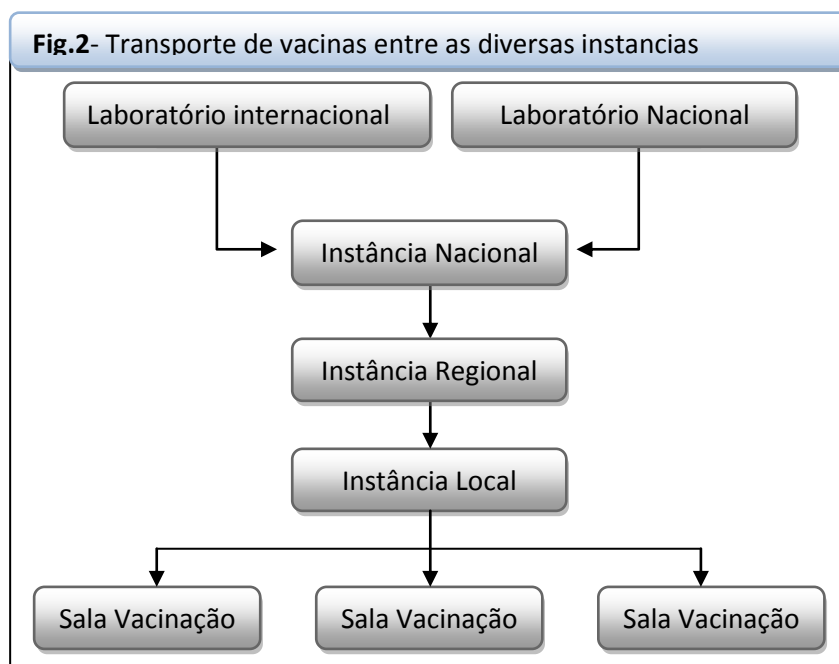 Fig.2- Transporte de vacinas entre as diversas instancias
Laboratório internacional
Laboratório Nacional
Instância Nacional
Instância Regional
Instância Local
Sala Vacinação
Sala Vacinação
Sala Vacinação